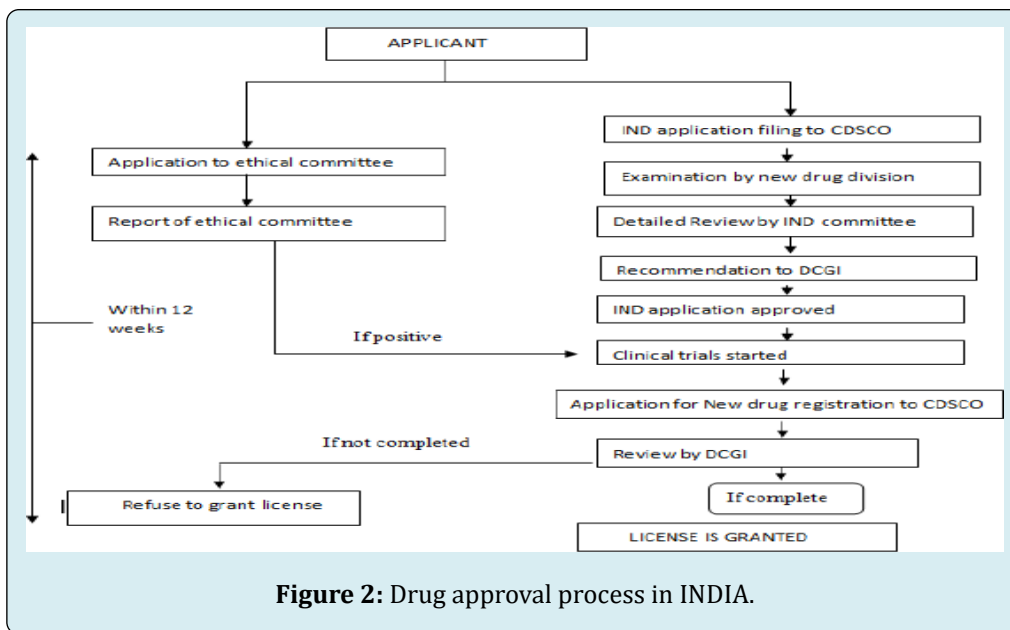 APPLICANT
IND application filing to CDSCO
Application to ethical committee
Examination by new drug division
Report of ethical committee
Detailed Review by IND committee
Recommendation to DCGI
Within 12
weeks
IND application approved
If positive
Clinical trials started
Application for New drug registration to CDSCO
If not completed
Review by DCGI
Refuse to grant license
If complete
LICENSE IS GRANTED
Figure 2: Drug approval process in INDIA.